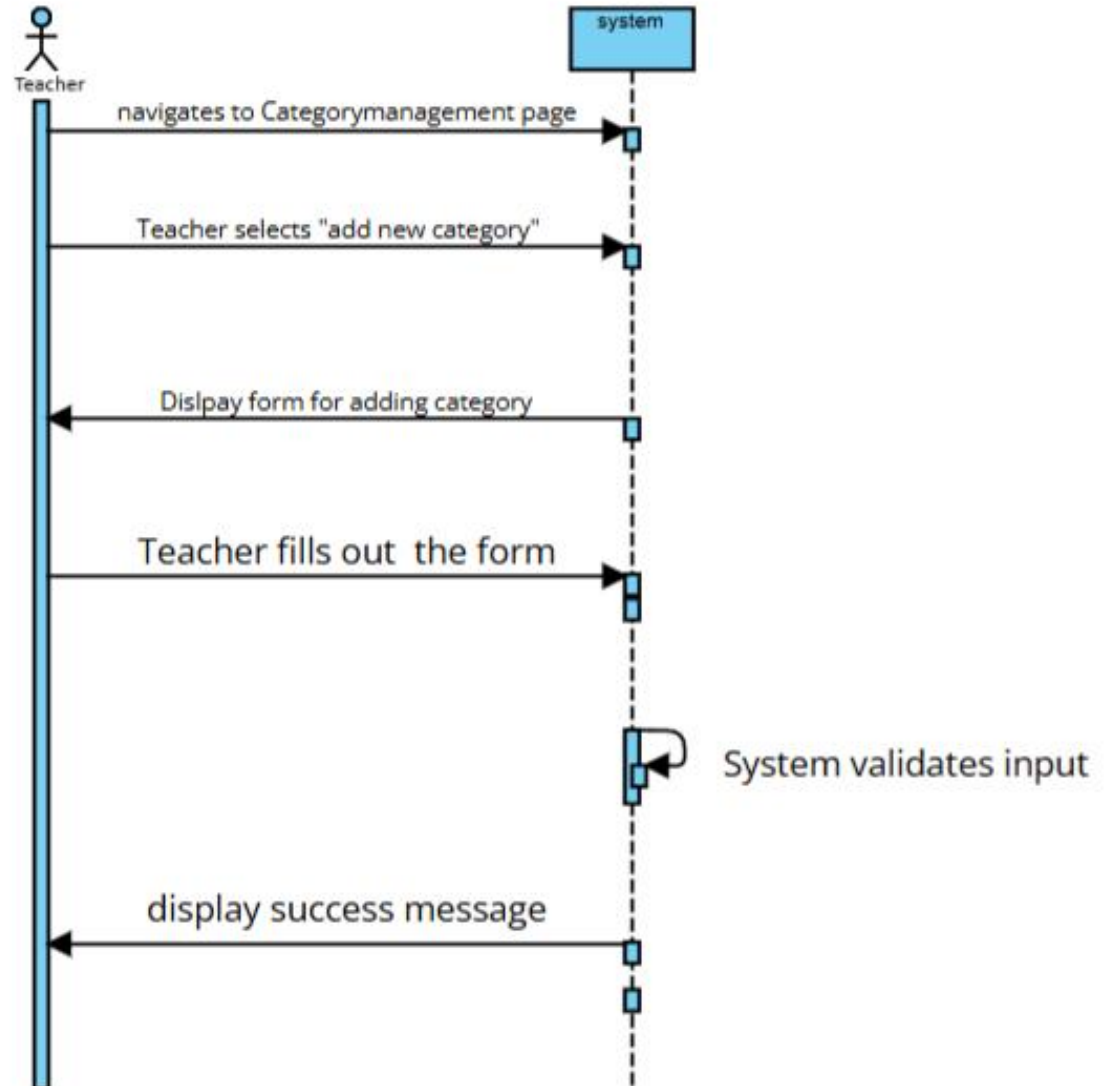 system
Teacher
navigates to Categorymanagement page
Teacher selects "add new category"
Dislpay form for adding category
Teacher fills out the form
System validates input
display success message